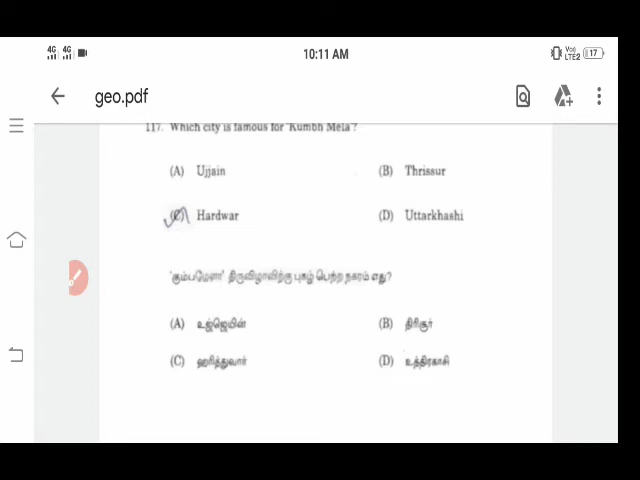 4G 4G 10:11 AM Vo) LTE2 17
geo.pdf
117. Which city is famous for 'Kumbh Mela'?
(A) Ujjain (B) Thrissur
(C) Hardwar (D) Uttarkhashi
'கும்பமேளா' திருவிழாவிற்கு புகழ் பெற்ற நகரம் எது?
(A) உஜ்ஜெயின் (B) திரிசூர்
(C) ஹரித்துவார் (D) உத்திரகாசி